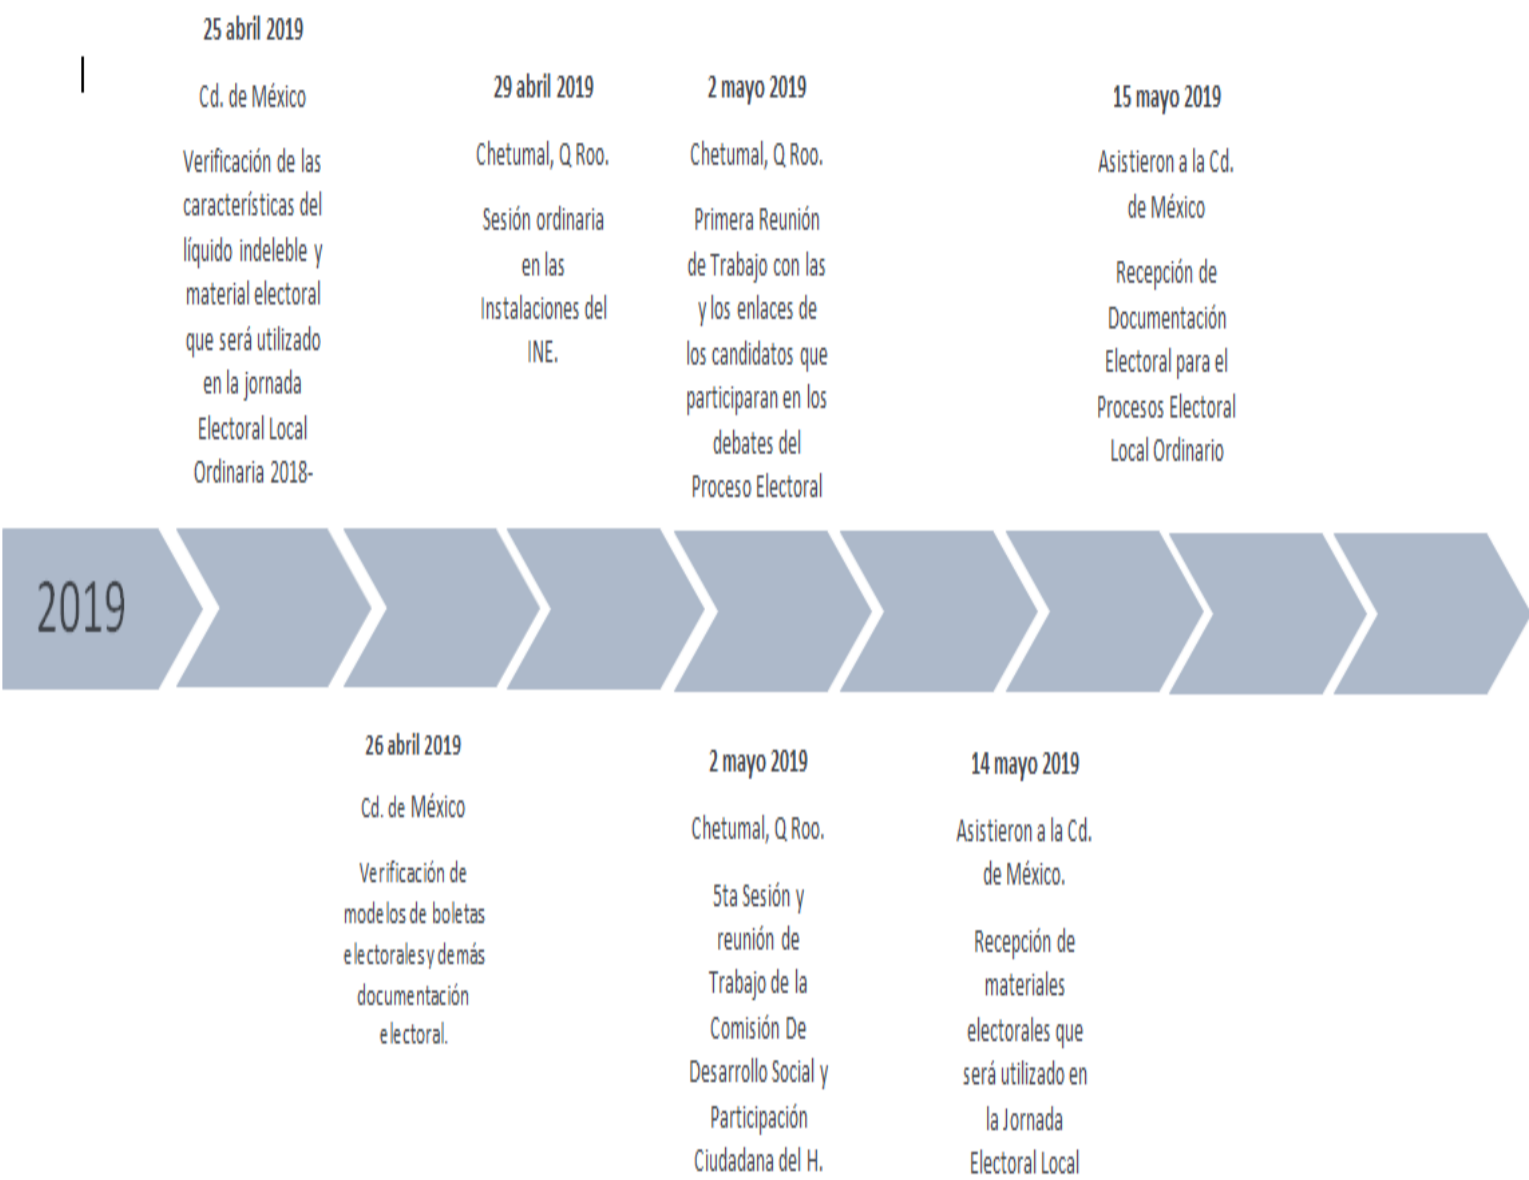 25 abril 2019
Cd. de México
Verificación de las
características del
líquido indeleble y
material electoral
que será utilizado
en la jornada
Electoral Local
Ordinaria 2018-
29 abril 2019
Chetumal, Q Roo.
Sesión ordinaria
en las
Instalaciones del
INE.
2 mayo 2019
Chetumal, Q Roo.
Primera Reunión
de Trabajo con las
y los enlaces de
los candidatos que
participaran en los
debates del
Proceso Electoral
15 mayo 2019
Asistieron a la Cd.
de México
Recepción de
Documentación
Electoral para el
Procesos Electoral
Local Ordinario
2019
26 abril 2019
Cd. de México
Verificación de
modelos de boletas
electorales y demás
documentación
electoral.
2 mayo 2019
Chetumal, Q Roo.
5ta Sesión y
reunión de
Trabajo de la
Comisión De
Desarrollo Social y
Participación
Ciudadana del H.
14 mayo 2019
Asistieron a la Cd.
de México.
Recepción de
materiales
electorales que
será utilizado en
la Jornada
Electoral Local